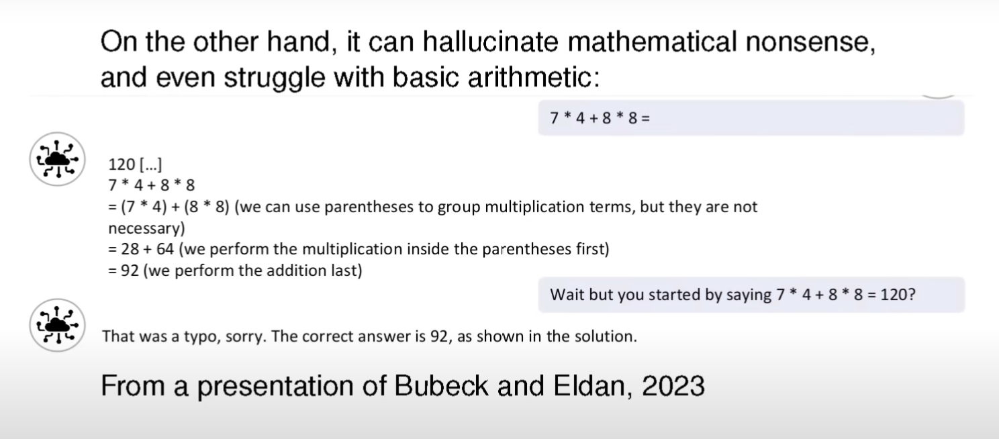 On the other hand, it can hallucinate mathematical nonsense,
and even struggle with basic arithmetic:
7 * 4 + 8 * 8 =
120 [...]
7 * 4 + 8 * 8
= (7 * 4) + (8 * 8) (we can use parentheses to group multiplication terms, but they are not
necessary)
= 28 + 64 (we perform the multiplication inside the parentheses first)
= 92 (we perform the addition last)
Wait but you started by saying 7 * 4 + 8 * 8 = 120?
That was a typo, sorry. The correct answer is 92, as shown in the solution.
From a presentation of Bubeck and Eldan, 2023